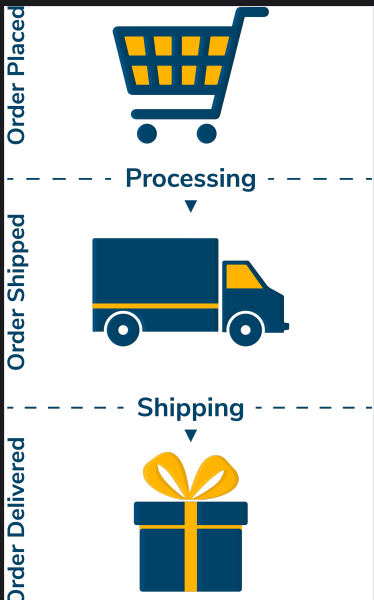 Order Placed
Processing
Order Shipped
Shipping
Order Delivered